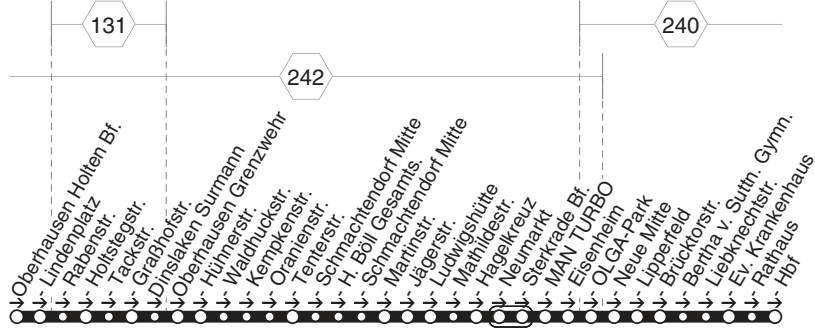 131
240
242
Oberhausen Holten Bf.
Lindenplatz
Rabenstr.
Holtstegstr.
Tackstr.
Graßhofstr.
Dinslaken Surmann
Oberhausen Grenzwehr
Hühnerstr.
Waldhuckstr.
Kempkenstr.
Oranienstr.
Tenterstr.
Schmachtendorf Mitte
H. Böll Gesamts.
Schmachtendorf Mitte
Martinstr.
Jägerstr.
Ludwigshütte
Mathildestr.
Hagelkreuz
Neumarkt
Sterkrade Bf.
MAN TURBO
Eisenheim
OLGA-Park
Neue Mitte
Lipperfeld
Brücktorstr.
Bertha v. Suttn. Gymn.
Liebknechtstr.
Ev. Krankenhaus
Rathaus
Hbf